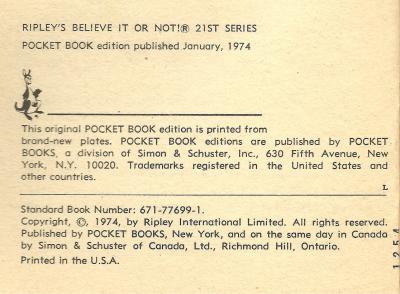 RIPLEY'S BELIEVE IT OR NOT!® 21ST SERIES
POCKET BOOK edition published January, 1974
This original POCKET BOOK edition is printed from
brand-new plates. POCKET BOOK editions are published by POCKET
BOOKS, a division of Simon & Schuster, Inc., 630 Fifth Avenue, New
York, N.Y. 10020. Trademarks registered in the United States and
other countries.
L
Standard Book Number: 671-77699-1.
Copyright, ©, 1974, by Ripley International Limited. All rights reserved.
Published by POCKET BOOKS, New York, and on the same day in Canada
by Simon & Schuster of Canada, Ltd., Richmond Hill, Ontario.
Printed in the U.S.A.